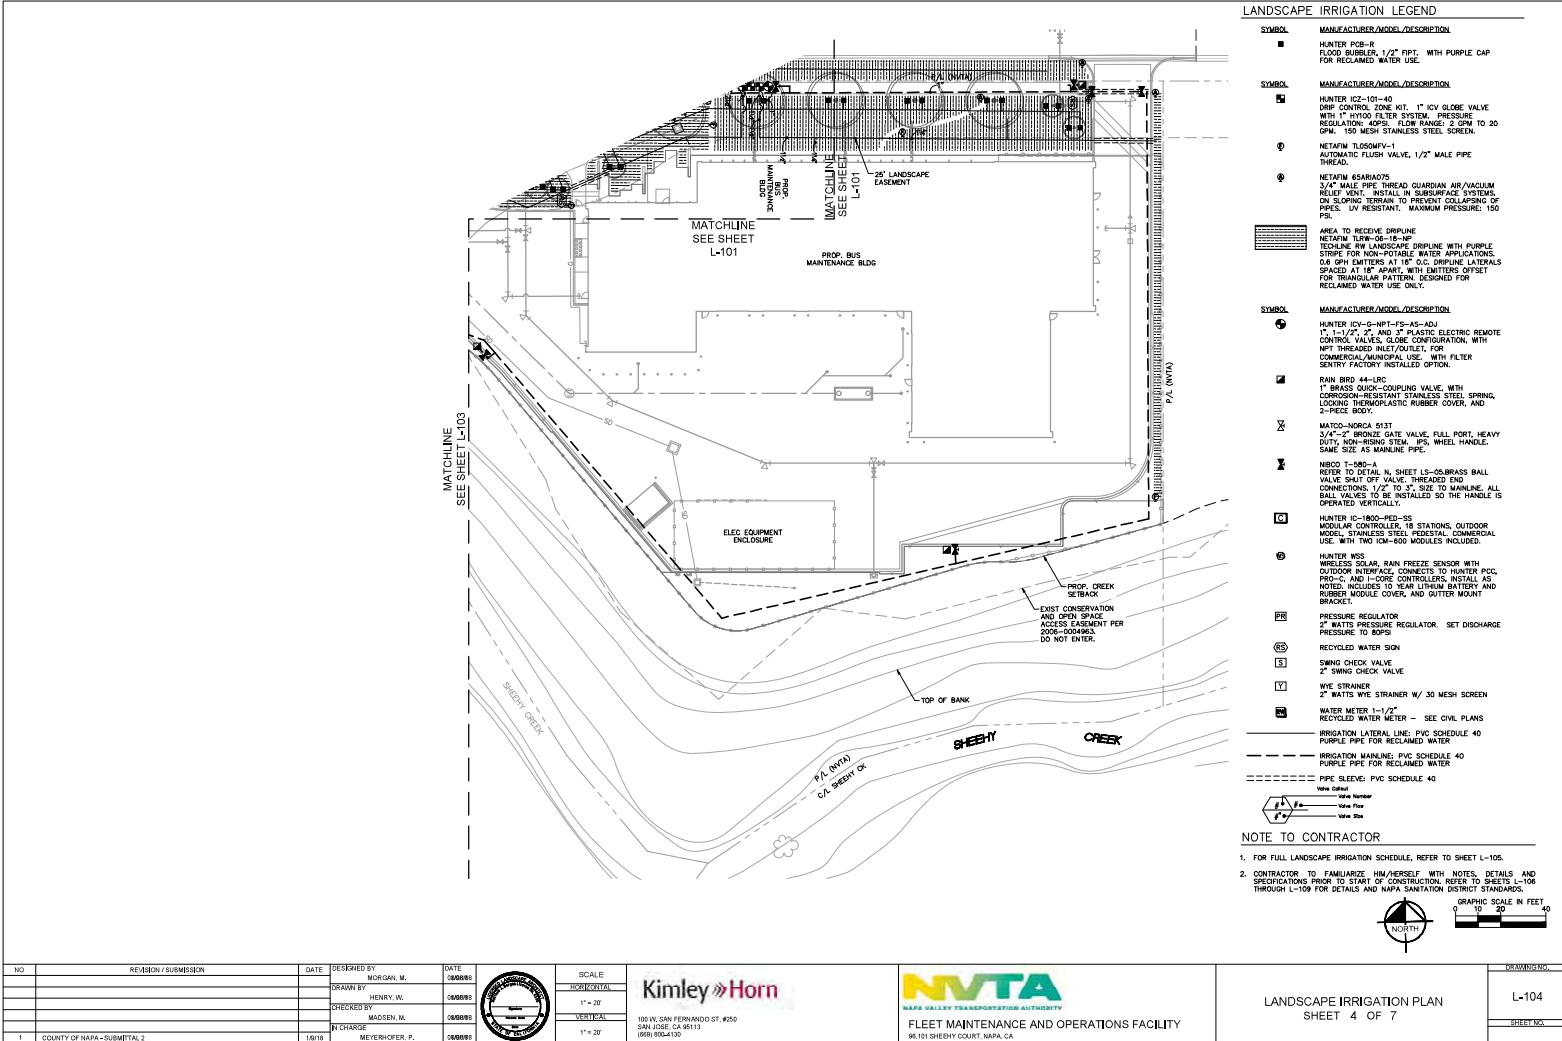 LANDSCAPE IRRIGATION LEGEND
SYMBOL MANUFACTURER/MODEL/DESCRIPTION
HUNTER PCB-R
FLOOD BUBBLER, 1/2" FIPT. WITH PURPLE CAP
FOR RECLAIMED WATER USE.
SYMBOL MANUFACTURER/MODEL/DESCRIPTION
HUNTER ICZ-101-40
DRIP CONTROL ZONE KIT. 1" ICV GLOBE VALVE
WITH 1" HY100 FILTER SYSTEM. PRESSURE
REGULATION: 40PSI. FLOW RANGE: 2 GPM TO 20
GPM. 150 MESH STAINLESS STEEL SCREEN.
NETAFIM TL050MFV-1
AUTOMATIC FLUSH VALVE, 1/2" MALE PIPE
THREAD.
NETAFIM 65ARIA075
3/4" MALE PIPE THREAD GUARDIAN AIR/VACUUM
RELIEF VENT. INSTALL IN SUBSURFACE SYSTEMS,
ON SLOPING TERRAIN TO PREVENT COLLAPSING OF
PIPES. UV RESISTANT. MAXIMUM PRESSURE: 150
PSI.
AREA TO RECEIVE DRIPLINE
NETAFIM TLRW-06-18-NP
TECHLINE RW LANDSCAPE DRIPLINE WITH PURPLE
STRIPE FOR NON-POTABLE WATER APPLICATIONS.
0.6 GPH EMITTERS AT 18" O.C. DRIPLINE LATERALS
SPACED AT 18" APART, WITH EMITTERS OFFSET
FOR TRIANGULAR PATTERN. DESIGNED FOR
RECLAIMED WATER USE ONLY.
SYMBOL MANUFACTURER/MODEL/DESCRIPTION
HUNTER ICV-G-NPT-FS-AS-ADJ
1", 1-1/2", 2", AND 3" PLASTIC ELECTRIC REMOTE
CONTROL VALVES, GLOBE CONFIGURATION, WITH
NPT THREADED INLET/OUTLET, FOR
COMMERCIAL/MUNICIPAL USE. WITH FILTER
SENTRY FACTORY INSTALLED OPTION.
RAIN BIRD 44-LRC
1" BRASS QUICK-COUPLING VALVE, WITH
CORROSION-RESISTANT STAINLESS STEEL SPRING,
LOCKING THERMOPLASTIC RUBBER COVER, AND
2-PIECE BODY.
MATCO-NORCA 513T
3/4"-2" BRONZE GATE VALVE, FULL PORT, HEAVY
DUTY, NON-RISING STEM. IPS, WHEEL HANDLE.
SAME SIZE AS MAINLINE PIPE.
NIBCO T-580-A
REFER TO DETAIL N, SHEET LS-05.BRASS BALL
VALVE SHUT OFF VALVE. THREADED END
CONNECTIONS. 1/2" TO 3", SIZE TO MAINLINE. ALL
BALL VALVES TO BE INSTALLED SO THE HANDLE IS
OPERATED VERTICALLY.
C HUNTER IC-1800-PED-SS
MODULAR CONTROLLER, 18 STATIONS, OUTDOOR
MODEL, STAINLESS STEEL PEDESTAL. COMMERCIAL
USE. WITH TWO ICM-600 MODULES INCLUDED.
HUNTER WSS
WIRELESS SOLAR, RAIN FREEZE SENSOR WITH
OUTDOOR INTERFACE, CONNECTS TO HUNTER PCC,
PRO-C, AND I-CORE CONTROLLERS, INSTALL AS
NOTED. INCLUDES 10 YEAR LITHIUM BATTERY AND
RUBBER MODULE COVER, AND GUTTER MOUNT
BRACKET.
PR PRESSURE REGULATOR
2" WATTS PRESSURE REGULATOR. SET DISCHARGE
PRESSURE TO 80PSI
RS RECYCLED WATER SIGN
S SWING CHECK VALVE
2" SWING CHECK VALVE
Y WYE STRAINER
2" WATTS WYE STRAINER W/ 30 MESH SCREEN
WATER METER 1-1/2"
RECYCLED WATER METER - SEE CIVIL PLANS
IRRIGATION LATERAL LINE: PVC SCHEDULE 40
PURPLE PIPE FOR RECLAIMED WATER
IRRIGATION MAINLINE: PVC SCHEDULE 40
PURPLE PIPE FOR RECLAIMED WATER
PIPE SLEEVE: PVC SCHEDULE 40
Valve Callout
Valve Number
Valve Flow
Valve Size
NOTE TO CONTRACTOR
1. FOR FULL LANDSCAPE IRRIGATION SCHEDULE, REFER TO SHEET L-105.
2. CONTRACTOR TO FAMILIARIZE HIM/HERSELF WITH NOTES, DETAILS AND
SPECIFICATIONS PRIOR TO START OF CONSTRUCTION. REFER TO SHEETS L-106
THROUGH L-109 FOR DETAILS AND NAPA SANITATION DISTRICT STANDARDS.
GRAPHIC SCALE IN FEET
0 10 20 40
NORTH
P/L (NVTA)
25' LANDSCAPE
EASEMENT
PROP.
BUS
MAINTENANCE
BLDG
MATCHLINE
SEE SHEET
L-101
MATCHLINE
SEE SHEET
L-101
PROP. BUS
MAINTENANCE BLDG
P/L (NVTA)
MATCHLINE
SEE SHEET L-103
SD
ELEC EQUIPMENT
ENCLOSURE
PROP. CREEK
SETBACK
EXIST CONSERVATION
AND OPEN SPACE
ACCESS EASEMENT PER
2006-0004963.
DO NOT ENTER.
TOP OF BANK
SHEEHY CREEK
SHEEHY CREEK
P/L (NVTA)
C/L SHEEHY CK
NO REVISION / SUBMISSION DATE
1 COUNTY OF NAPA - SUBMITTAL 2 1/9/18
DESIGNED BY
MORGAN, M.
DRAWN BY
HENRY, W.
CHECKED BY
MADSEN, M.
IN CHARGE
MEYERHOFER, P.
DATE
SCALE
HORIZONTAL
1" = 20'
VERTICAL
1" = 20'
Kimley»Horn
100 W. SAN FERNANDO ST, #250
SAN JOSE, CA 95113
(669) 800-4130
NVTA
NAPA VALLEY TRANSPORTATION AUTHORITY
FLEET MAINTENANCE AND OPERATIONS FACILITY
96,101 SHEEHY COURT, NAPA, CA
LANDSCAPE IRRIGATION PLAN
SHEET 4 OF 7
DRAWING NO.
L-104
SHEET NO.